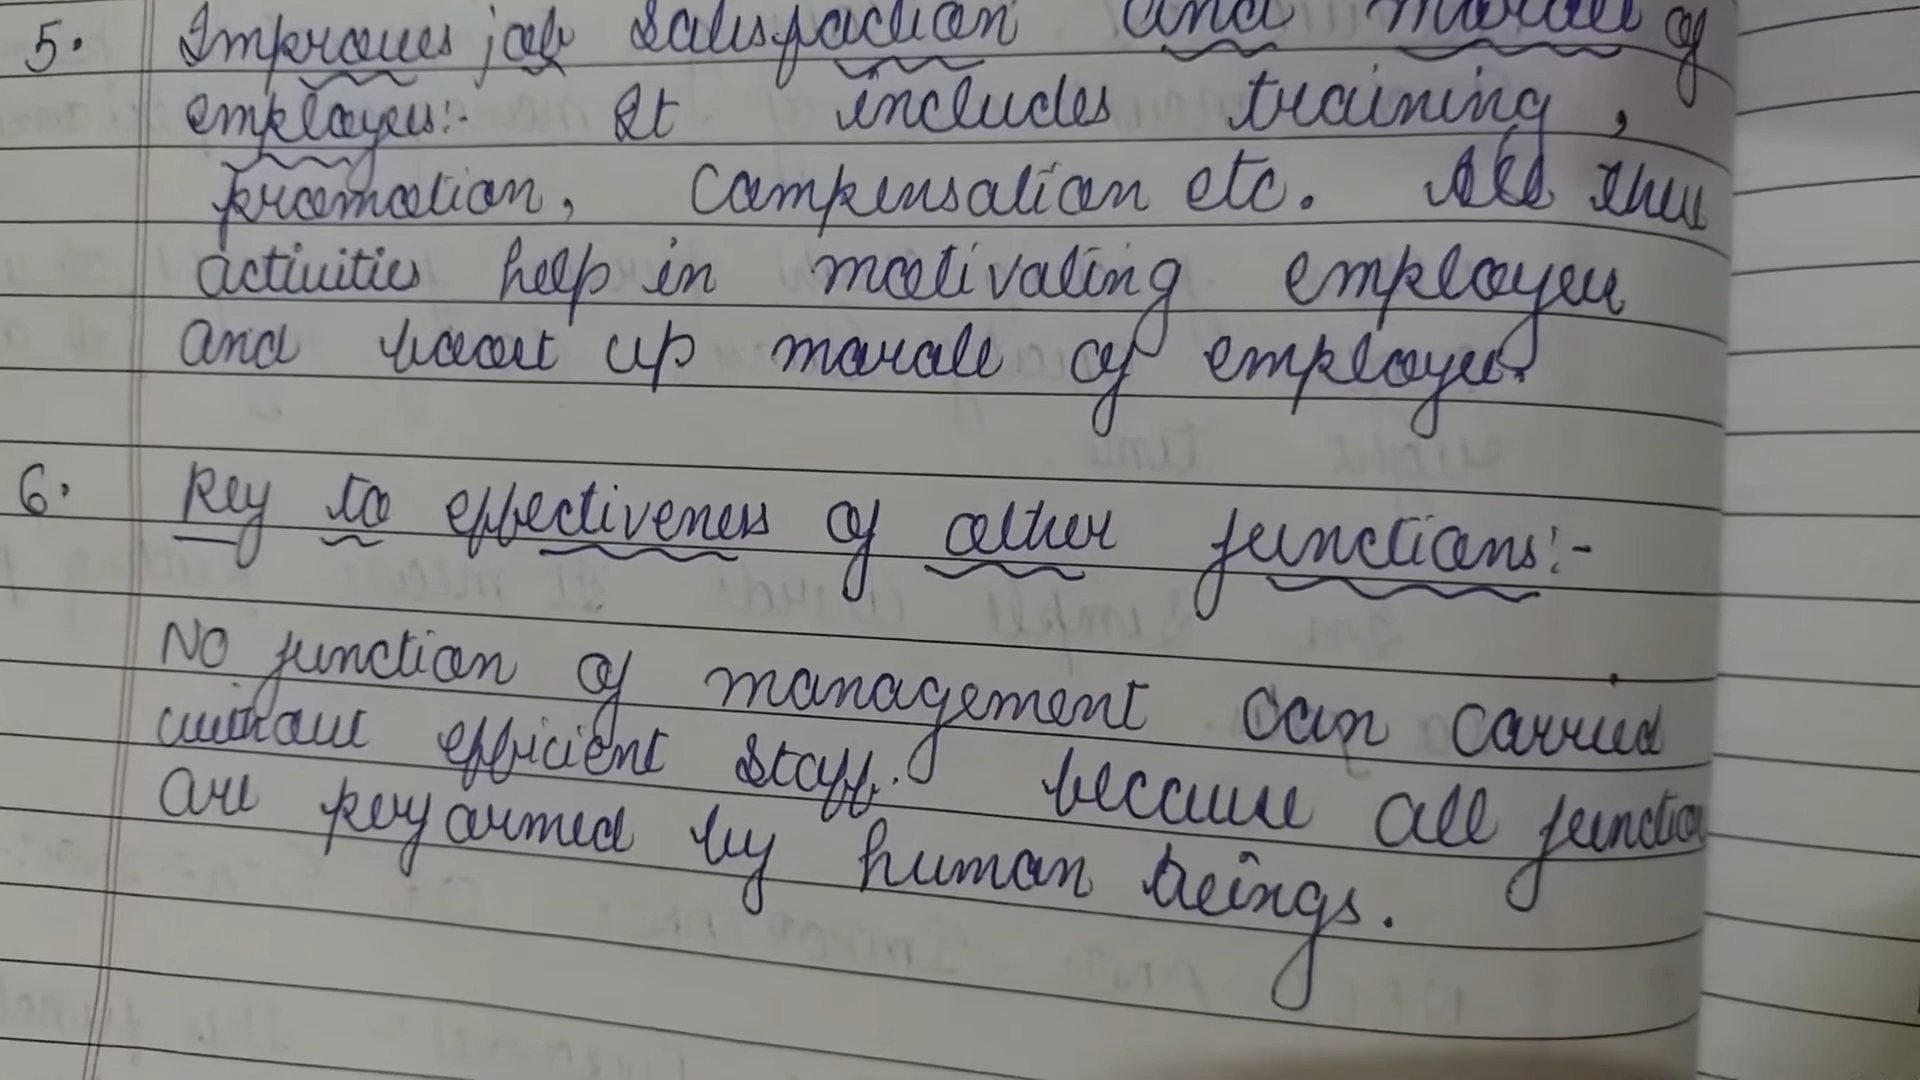 5. Improves job satisfaction and morale of
employees:- It includes training,
promotion, compensation etc. All these
activities help in motivating employees
and boost up morale of employees.
6. Key to effectiveness of other functions:-
No function of management can carried
without efficient staff. because all function
are peryormed by human beings.